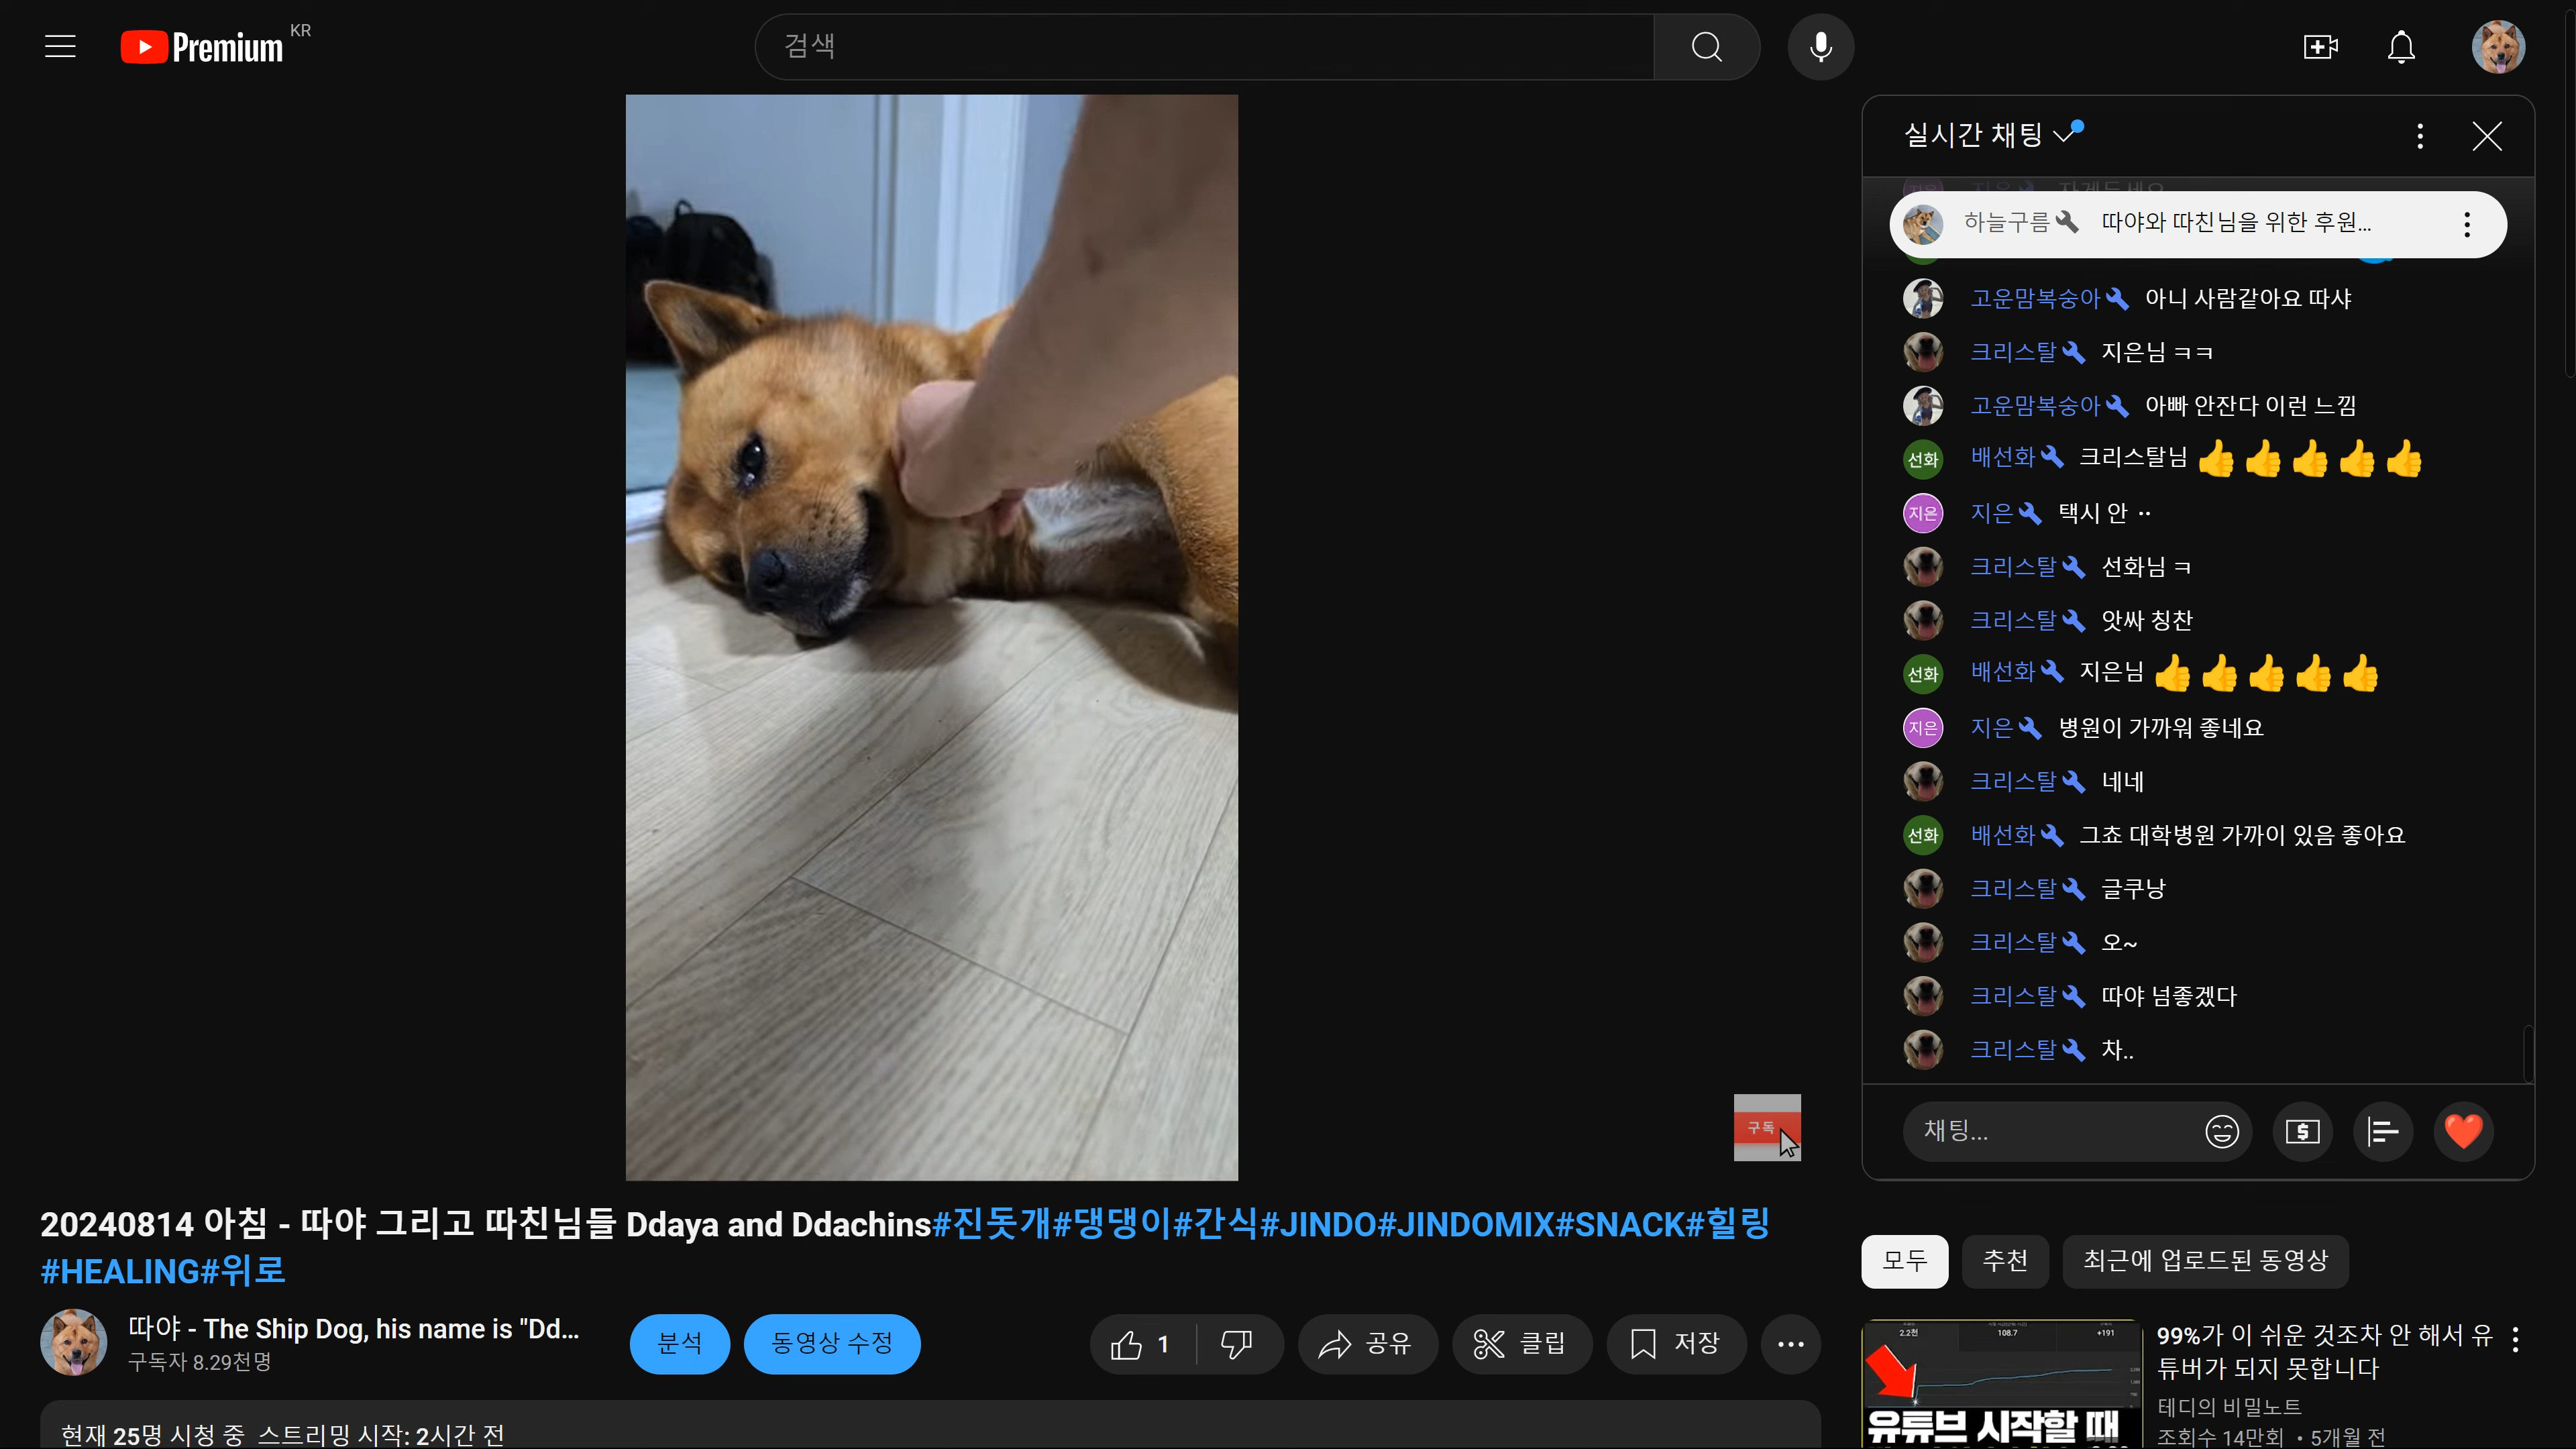 Premium KR
검색
실시간 채팅
하늘구름 따야와 따친님을 위한 후원...
고운맘복숭아 아니 사람같아요 따샤
크리스탈 지은님 ㅋㅋ
고운맘복숭아 아빠 안잔다 이런 느낌
선화 배선화 크리스탈님 👍👍👍👍👍
지은 지은 택시 안 ··
크리스탈 선화님 ㅋ
크리스탈 앗싸 칭찬
선화 배선화 지은님 👍👍👍👍👍
지은 지은 병원이 가까워 좋네요
크리스탈 네네
선화 배선화 그쵸 대학병원 가까이 있음 좋아요
크리스탈 글쿠낭
크리스탈 오~
크리스탈 따야 넘좋겠다
크리스탈 차..
구독
채팅...
20240814 아침 - 따야 그리고 따친님들 Ddaya and Ddachins#진돗개#댕댕이#간식#JINDO#JINDOMIX#SNACK#힐링
#HEALING#위로
따야 - The Ship Dog, his name is "Dd...
구독자 8.29천명
분석
동영상 수정
1
공유
클립
저장
현재 25명 시청 중 스트리밍 시작: 2시간 전
모두
추천
최근에 업로드된 동영상
2.2천 108.7 +191
유튜브 시작할 때
99%가 이 쉬운 것조차 안 해서 유
튜버가 되지 못합니다
테디의 비밀노트
조회수 14만회 · 5개월 전